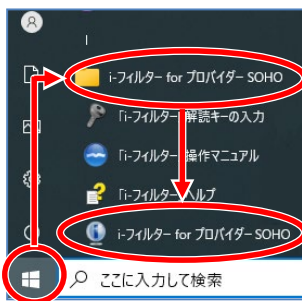 I
i-フィルター for プロバイダー SOHO
「i-フィルター 解読キーの入力
「i-フィルター 操作マニュアル
「i-フィルター ヘルプ
i-フィルター for プロバイダー SOHO
ここに入力して検索